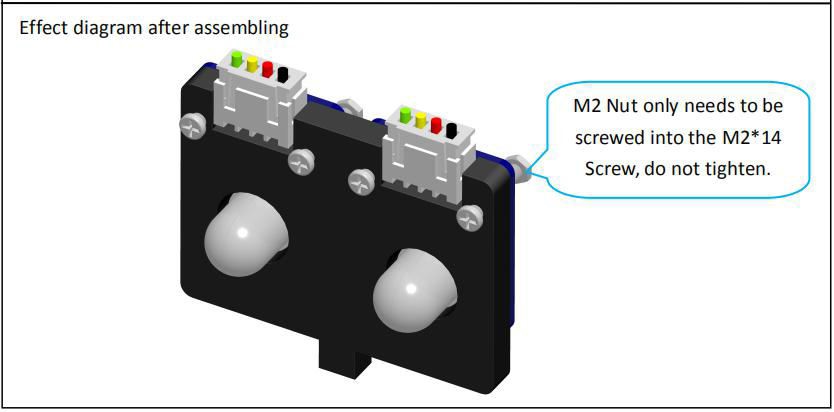 Effect diagram after assembling
M2 Nut only needs to be
screwed into the M2*14
Screw, do not tighten.